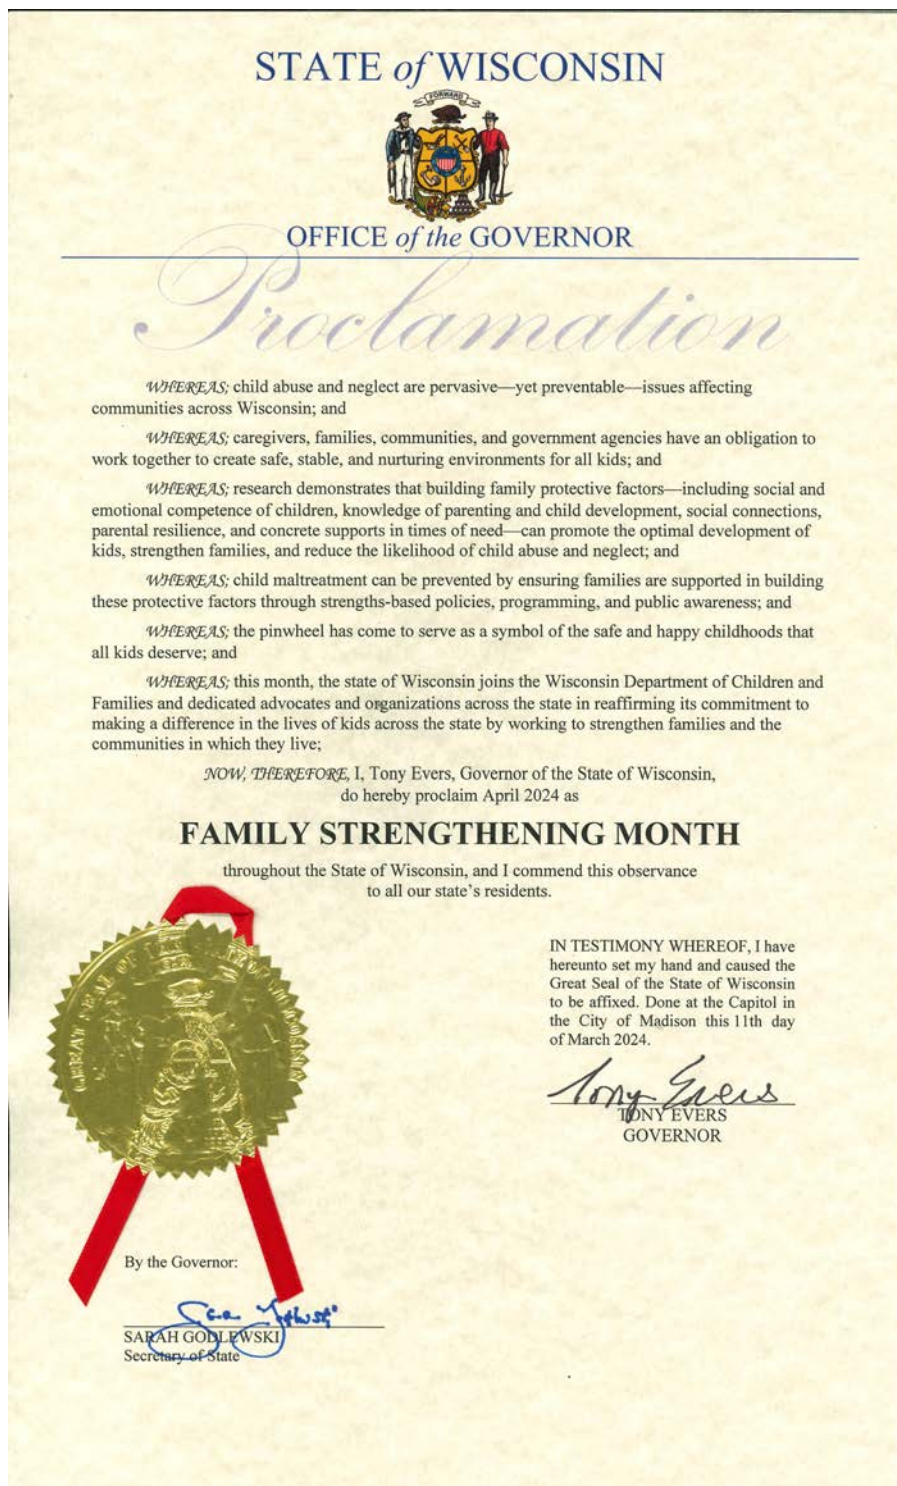 STATE of WISCONSIN
FORWARD
OFFICE of the GOVERNOR
Proclamation
WHEREAS; child abuse and neglect are pervasive—yet preventable—issues affecting
communities across Wisconsin; and
WHEREAS; caregivers, families, communities, and government agencies have an obligation to
work together to create safe, stable, and nurturing environments for all kids; and
WHEREAS; research demonstrates that building family protective factors—including social and
emotional competence of children, knowledge of parenting and child development, social connections,
parental resilience, and concrete supports in times of need—can promote the optimal development of
kids, strengthen families, and reduce the likelihood of child abuse and neglect; and
WHEREAS; child maltreatment can be prevented by ensuring families are supported in building
these protective factors through strengths-based policies, programming, and public awareness; and
WHEREAS; the pinwheel has come to serve as a symbol of the safe and happy childhoods that
all kids deserve; and
WHEREAS; this month, the state of Wisconsin joins the Wisconsin Department of Children and
Families and dedicated advocates and organizations across the state in reaffirming its commitment to
making a difference in the lives of kids across the state by working to strengthen families and the
communities in which they live;
NOW, THEREFORE, I, Tony Evers, Governor of the State of Wisconsin,
do hereby proclaim April 2024 as
FAMILY STRENGTHENING MONTH
throughout the State of Wisconsin, and I commend this observance
to all our state's residents.
IN TESTIMONY WHEREOF, I have
hereunto set my hand and caused the
Great Seal of the State of Wisconsin
to be affixed. Done at the Capitol in
the City of Madison this 11th day
of March 2024.
Tony Evers
TONY EVERS
GOVERNOR
GREAT SEAL OF THE STATE OF WISCONSIN
By the Governor:
SARAH GODLEWSKI
Secretary of State